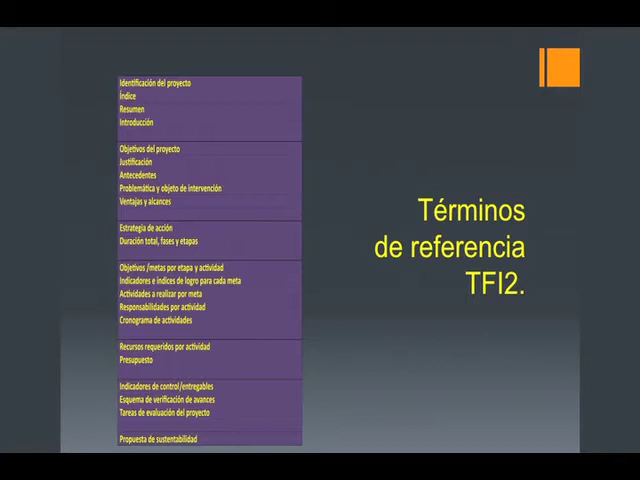 Identificación del proyecto
Índice
Resumen
Introducción
Objetivos del proyecto
Justificación
Antecedentes
Problemática y objeto de intervención
Ventajas y alcances
Estrategia de acción
Duración total, fases y etapas
Objetivos /metas por etapa y actividad
Indicadores e índices de logro para cada meta
Actividades a realizar por meta
Responsabilidades por actividad
Cronograma de actividades
Recursos requeridos por actividad
Presupuesto
Indicadores de control/entregables
Esquema de verificación de avances
Tareas de evaluación del proyecto
Propuesta de sustentabilidad
Términos
de referencia
TFI2.